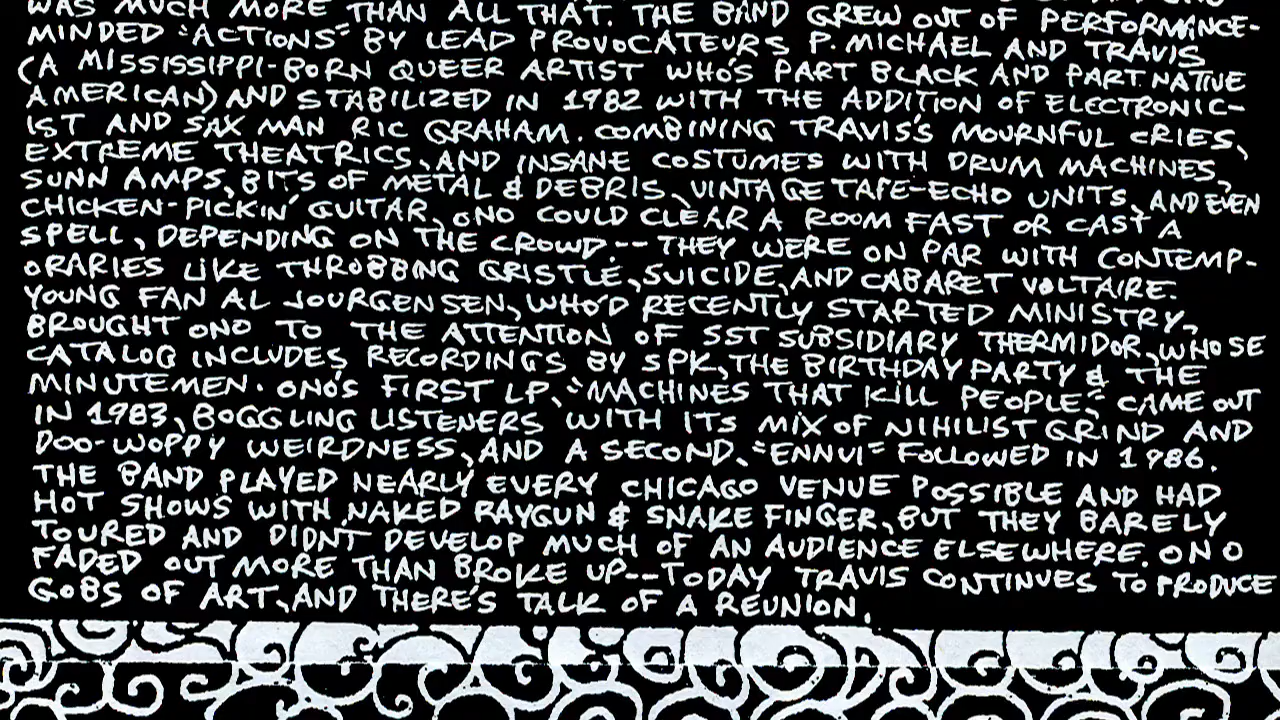 WAS MUCH MORE THAN ALL THAT. THE BAND GREW OUT OF PERFORMANCE-
MINDED "ACTIONS" BY LEAD PROVOCATEURS P. MICHAEL AND TRAVIS
(A MISSISSIPPI-BORN QUEER ARTIST WHO'S PART BLACK AND PART NATIVE
AMERICAN) AND STABILIZED IN 1982 WITH THE ADDITION OF ELECTRONIC-
IST AND SAX MAN RIC GRAHAM. COMBINING TRAVIS'S MOURNFUL CRIES,
EXTREME THEATRICS, AND INSANE COSTUMES WITH DRUM MACHINES,
SUNN AMPS, BITS OF METAL & DEBRIS, VINTAGE TAPE-ECHO UNITS, AND EVEN
CHICKEN-PICKIN' GUITAR, ONO COULD CLEAR A ROOM FAST OR CAST A
SPELL, DEPENDING ON THE CROWD -- THEY WERE ON PAR WITH CONTEMP-
ORARIES LIKE THROBBING GRISTLE, SUICIDE, AND CABARET VOLTAIRE.
YOUNG FAN AL JOURGENSEN, WHO'D RECENTLY STARTED MINISTRY,
BROUGHT ONO TO THE ATTENTION OF SST SUBSIDIARY THERMIDOR, WHOSE
CATALOG INCLUDES RECORDINGS BY SPK, THE BIRTHDAY PARTY & THE
MINUTEMEN. ONO'S FIRST LP, "MACHINES THAT KILL PEOPLE," CAME OUT
IN 1983, BOGGLING LISTENERS WITH ITS MIX OF NIHILIST GRIND AND
DOO-WOPPY WEIRDNESS, AND A SECOND, "ENNUI" FOLLOWED IN 1986.
THE BAND PLAYED NEARLY EVERY CHICAGO VENUE POSSIBLE AND HAD
HOT SHOWS WITH NAKED RAYGUN & SNAKE FINGER, BUT THEY BARELY
TOURED AND DIDN'T DEVELOP MUCH OF AN AUDIENCE ELSEWHERE. ONO
FADED OUT MORE THAN BROKE UP--TODAY TRAVIS CONTINUES TO PRODUCE
GOBS OF ART, AND THERE'S TALK OF A REUNION.